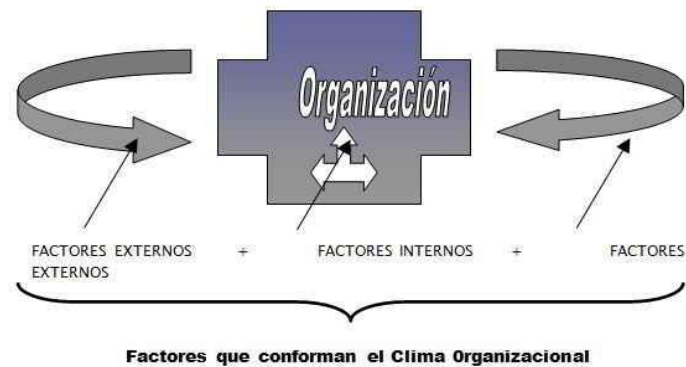 Organización
FACTORES EXTERNOS + FACTORES INTERNOS + FACTORES
EXTERNOS
Factores que conforman el Clima 0rganizacional